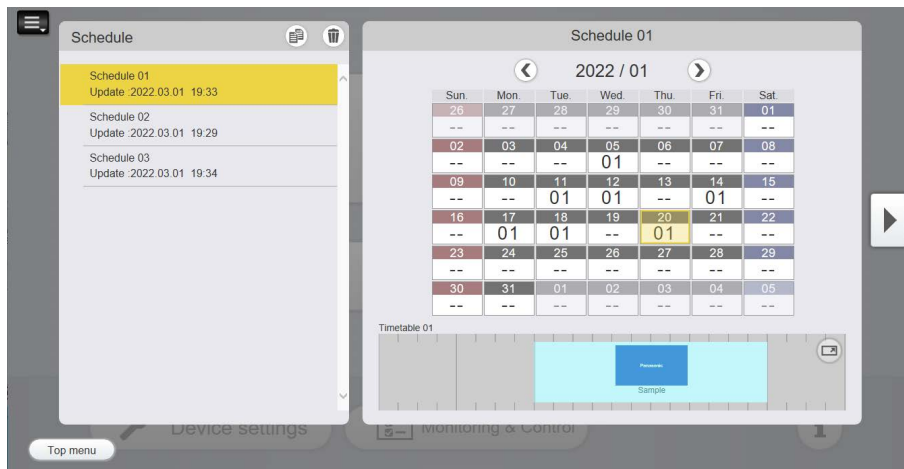 Schedule
Schedule 01
Update :2022.03.01 19:33
Schedule 02
Update :2022.03.01 19:29
Schedule 03
Update :2022.03.01 19:34
Schedule 01
2022 / 01
Sun. Mon. Tue. Wed. Thu. Fri. Sat.
26 27 28 29 30 31 01
-- -- -- -- -- -- --
02 03 04 05 06 07 08
-- -- -- 01 -- -- --
09 10 11 12 13 14 15
-- -- 01 01 -- 01 --
16 17 18 19 20 21 22
-- 01 01 -- 01 -- --
23 24 25 26 27 28 29
-- -- -- -- -- -- --
30 31 01 02 03 04 05
-- -- -- -- -- -- --
Timetable 01
Panasonic
Sample
Device settings
Monitoring & Control
Top menu